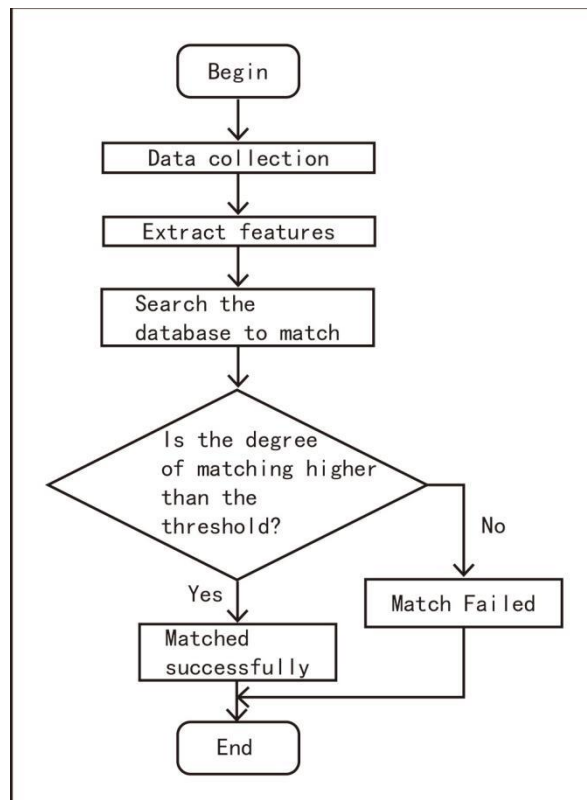 Begin
Data collection
Extract features
Search the
database to match
Is the degree
of matching higher
than the
threshold?
No
Yes
Match Failed
Matched
successfully
End